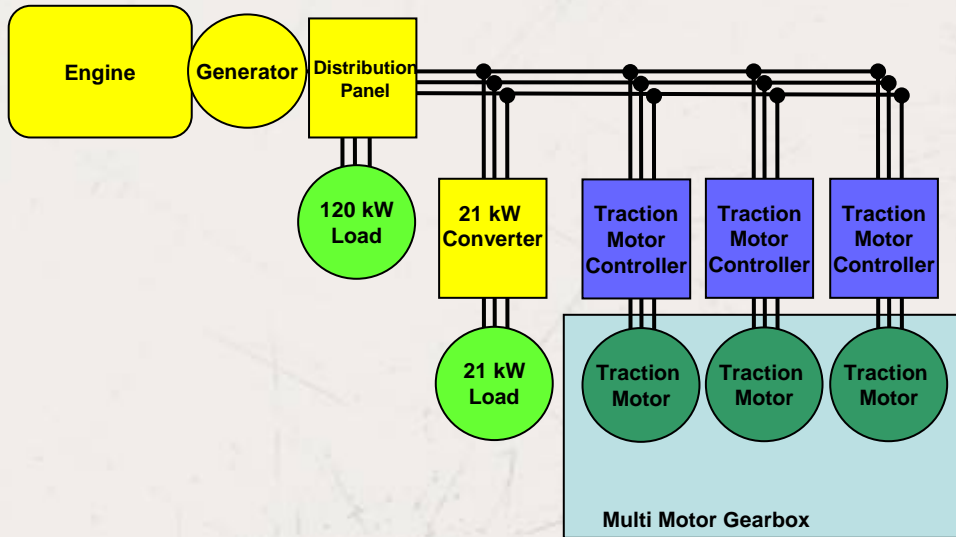 Engine
Generator
Distribution
Panel
120 kW
Load
21 kW
Converter
Traction
Motor
Controller
Traction
Motor
Controller
Traction
Motor
Controller
21 kW
Load
Traction
Motor
Traction
Motor
Traction
Motor
Multi Motor Gearbox